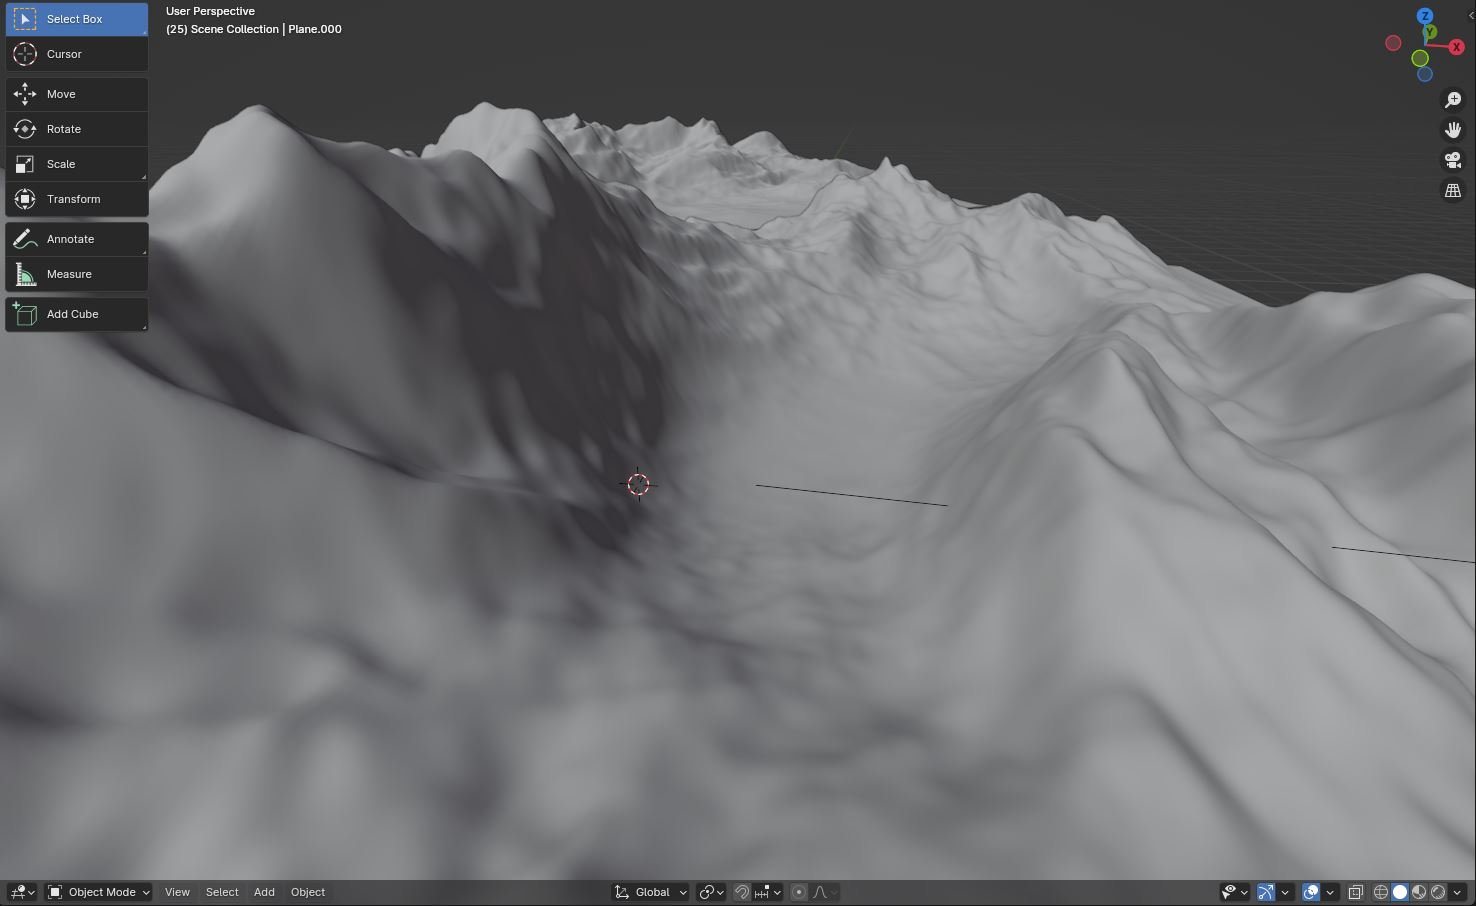 Select Box
Cursor
Move
Rotate
Scale
Transform
Annotate
Measure
Add Cube
User Perspective
(25) Scene Collection | Plane.000
Z
Y
X
Object Mode
View
Select
Add
Object
Global